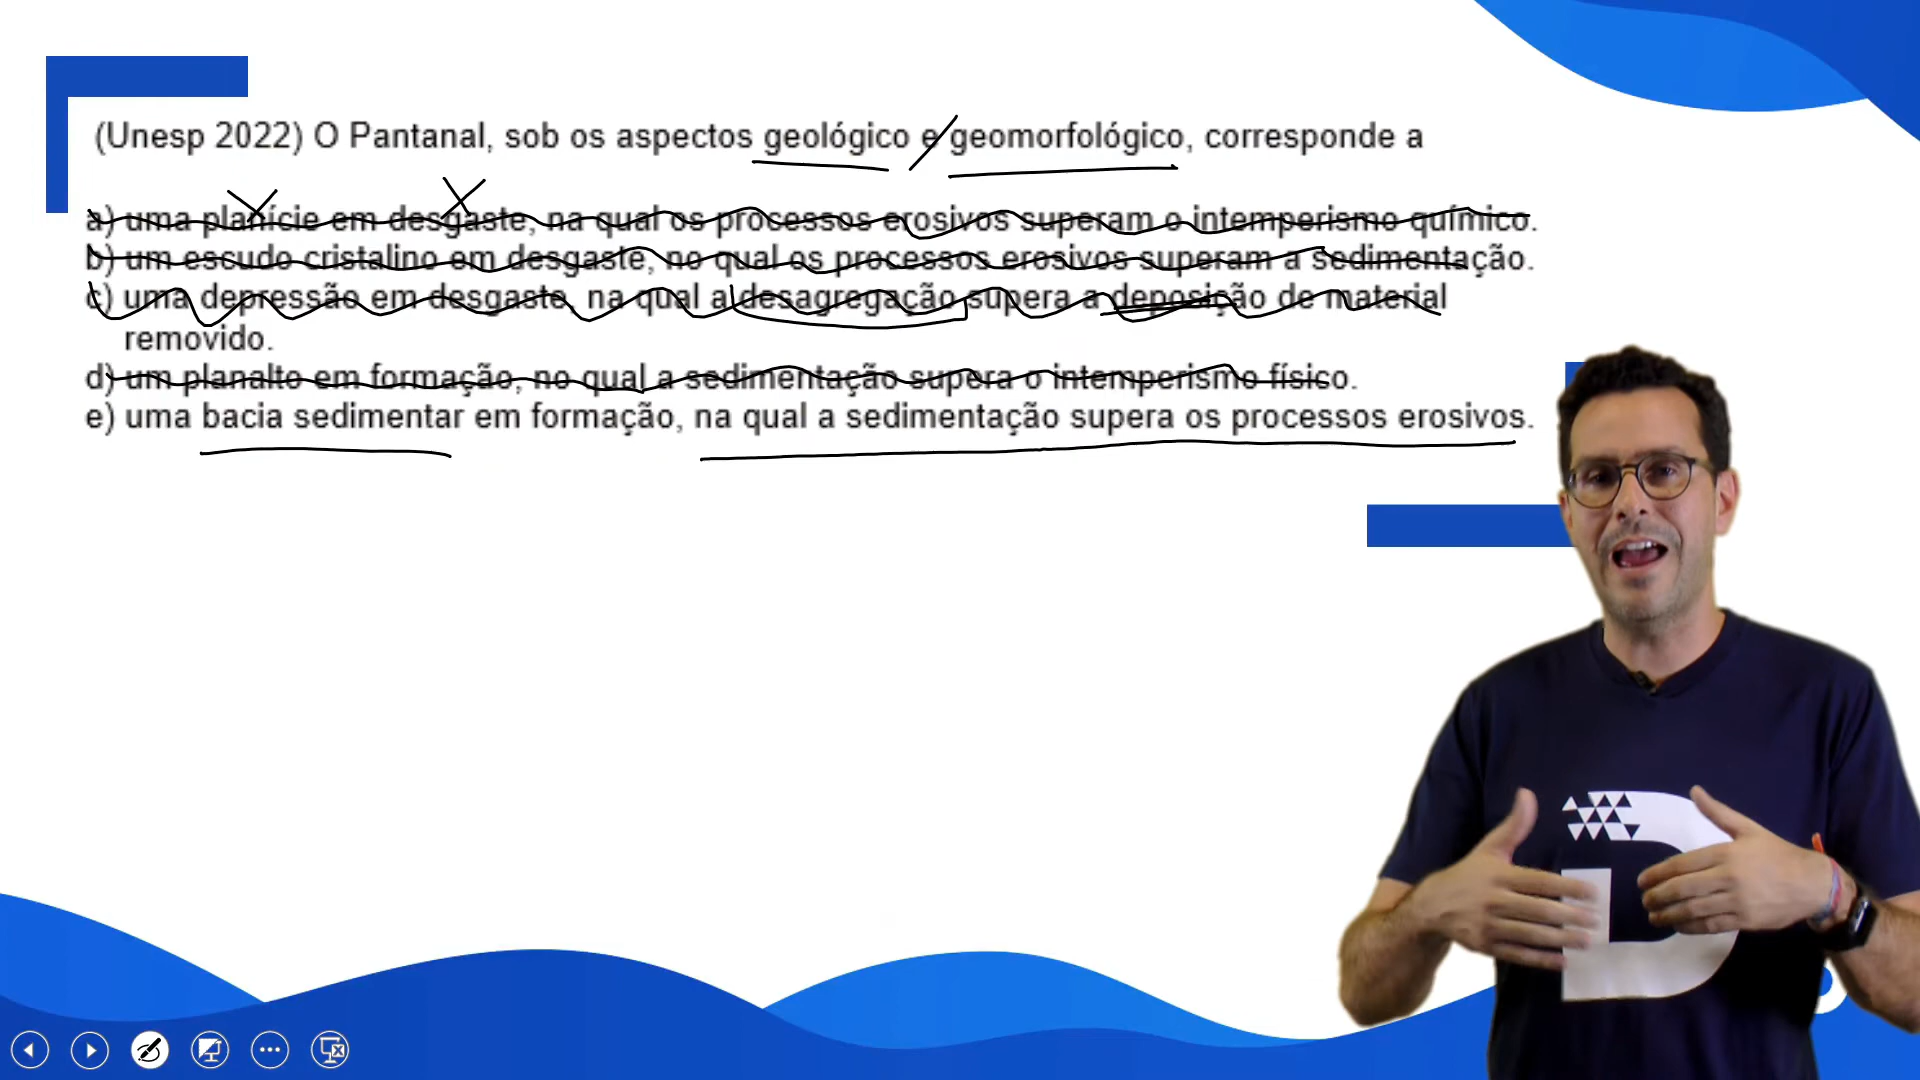 (Unesp 2022) O Pantanal, sob os aspectos geológico e geomorfológico, corresponde a
a) uma planície em desgaste, na qual os processos erosivos superam o intemperismo químico.
b) um escudo cristalino em desgaste, no qual os processos erosivos superam a sedimentação.
c) uma depressão em desgaste, na qual a desagregação supera a deposição de material
removido.
d) um planalto em formação, no qual a sedimentação supera o intemperismo físico.
e) uma bacia sedimentar em formação, na qual a sedimentação supera os processos erosivos.
D